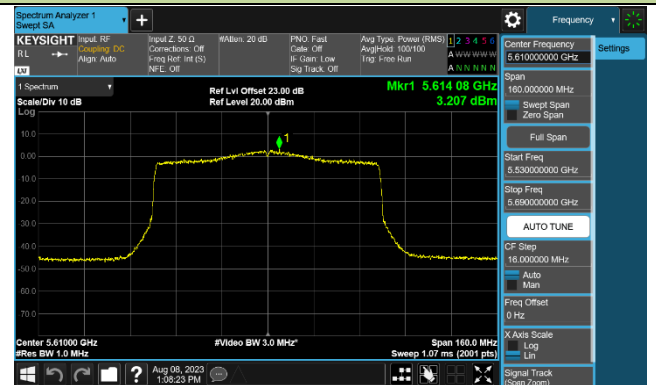 Spectrum Analyzer 1
Swept SA
+
Frequency
KEYSIGHT
RL
LXI
Input: RF
Coupling: DC
Align: Auto
Input Z: 50 Ω
Corrections: Off
Freq Ref: Int (S)
NFE: Off
#Atten: 20 dB
PNO: Fast
Gate: Off
IF Gain: Low
Sig Track: Off
Avg Type: Power (RMS)
Avg|Hold: 100/100
Trig: Free Run
1 2 3 4 5 6
A W W W W W
A N N N N N
1 Spectrum
Scale/Div 10 dB
Log
Ref Lvl Offset 23.00 dB
Ref Level 20.00 dBm
Mkr1 5.614 08 GHz
3.207 dBm
1
10.0
0.00
-10.0
-20.0
-30.0
-40.0
-50.0
-60.0
-70.0
Center 5.61000 GHz
#Res BW 1.0 MHz
#Video BW 3.0 MHz*
Span 160.0 MHz
Sweep 1.07 ms (2001 pts)
Center Frequency
5.610000000 GHz
Settings
Span
160.000000 MHz
Swept Span
Zero Span
Full Span
Start Freq
5.530000000 GHz
Stop Freq
5.690000000 GHz
AUTO TUNE
CF Step
16.000000 MHz
Auto
Man
Freq Offset
0 Hz
X Axis Scale
Log
Lin
Signal Track
(Span Zoom)
?
Aug 08, 2023
1:08:23 PM